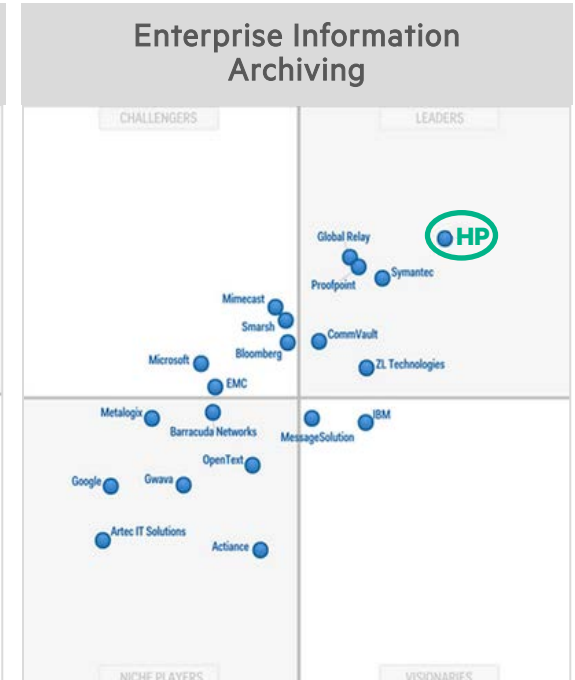 Enterprise Information
Archiving
CHALLENGERS
LEADERS
Global Relay
HP
Proofpoint
Symantec
Mimecast
Smarsh
CommVault
Bloomberg
Microsoft
ZL Technologies
EMC
Metalogix
IBM
Barracuda Networks
MessageSolution
OpenText
Google
Gwava
Artec IT Solutions
Actiance
NICHE PLAYERS
VISIONARIES